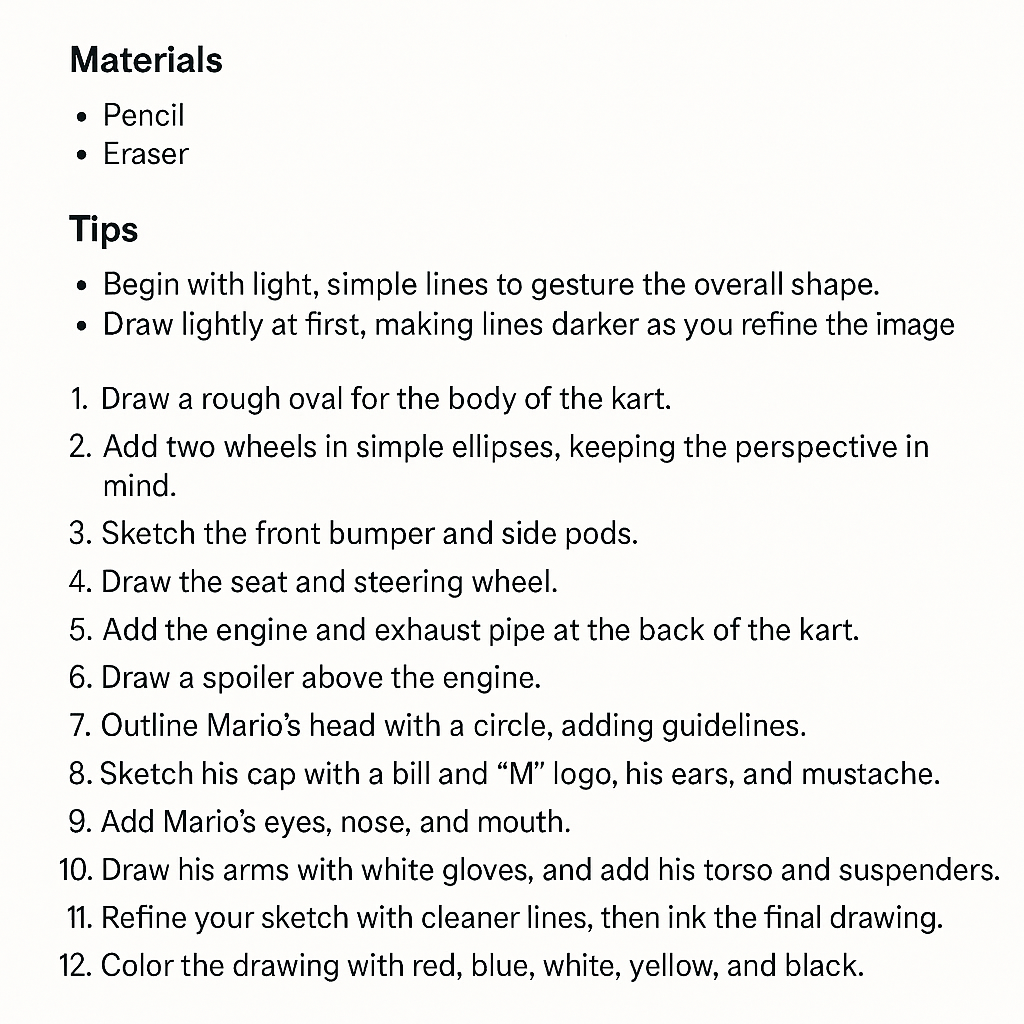 Materials
• Pencil
• Eraser
Tips
• Begin with light, simple lines to gesture the overall shape.
• Draw lightly at first, making lines darker as you refine the image
1. Draw a rough oval for the body of the kart.
2. Add two wheels in simple ellipses, keeping the perspective in
mind.
3. Sketch the front bumper and side pods.
4. Draw the seat and steering wheel.
5. Add the engine and exhaust pipe at the back of the kart.
6. Draw a spoiler above the engine.
7. Outline Mario’s head with a circle, adding guidelines.
8. Sketch his cap with a bill and “M” logo, his ears, and mustache.
9. Add Mario’s eyes, nose, and mouth.
10. Draw his arms with white gloves, and add his torso and suspenders.
11. Refine your sketch with cleaner lines, then ink the final drawing.
12. Color the drawing with red, blue, white, yellow, and black.